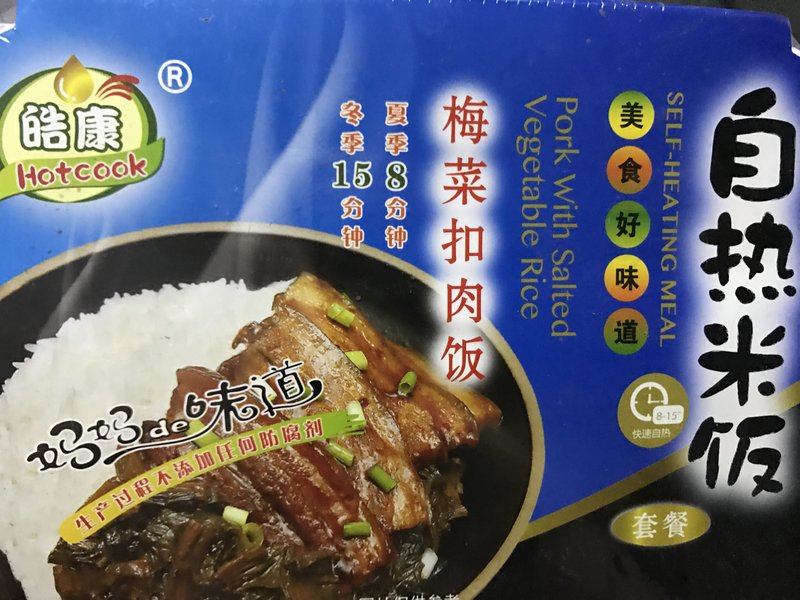 皓康
®
Hotcook
冬季15分钟
夏季8分钟
梅菜扣肉饭
Pork With Salted
Vegetable Rice
美食好味道
SELF-HEATING MEAL
自热米饭
8-15
快速自热
套餐
妈妈de味道
生产过程不添加任何防腐剂